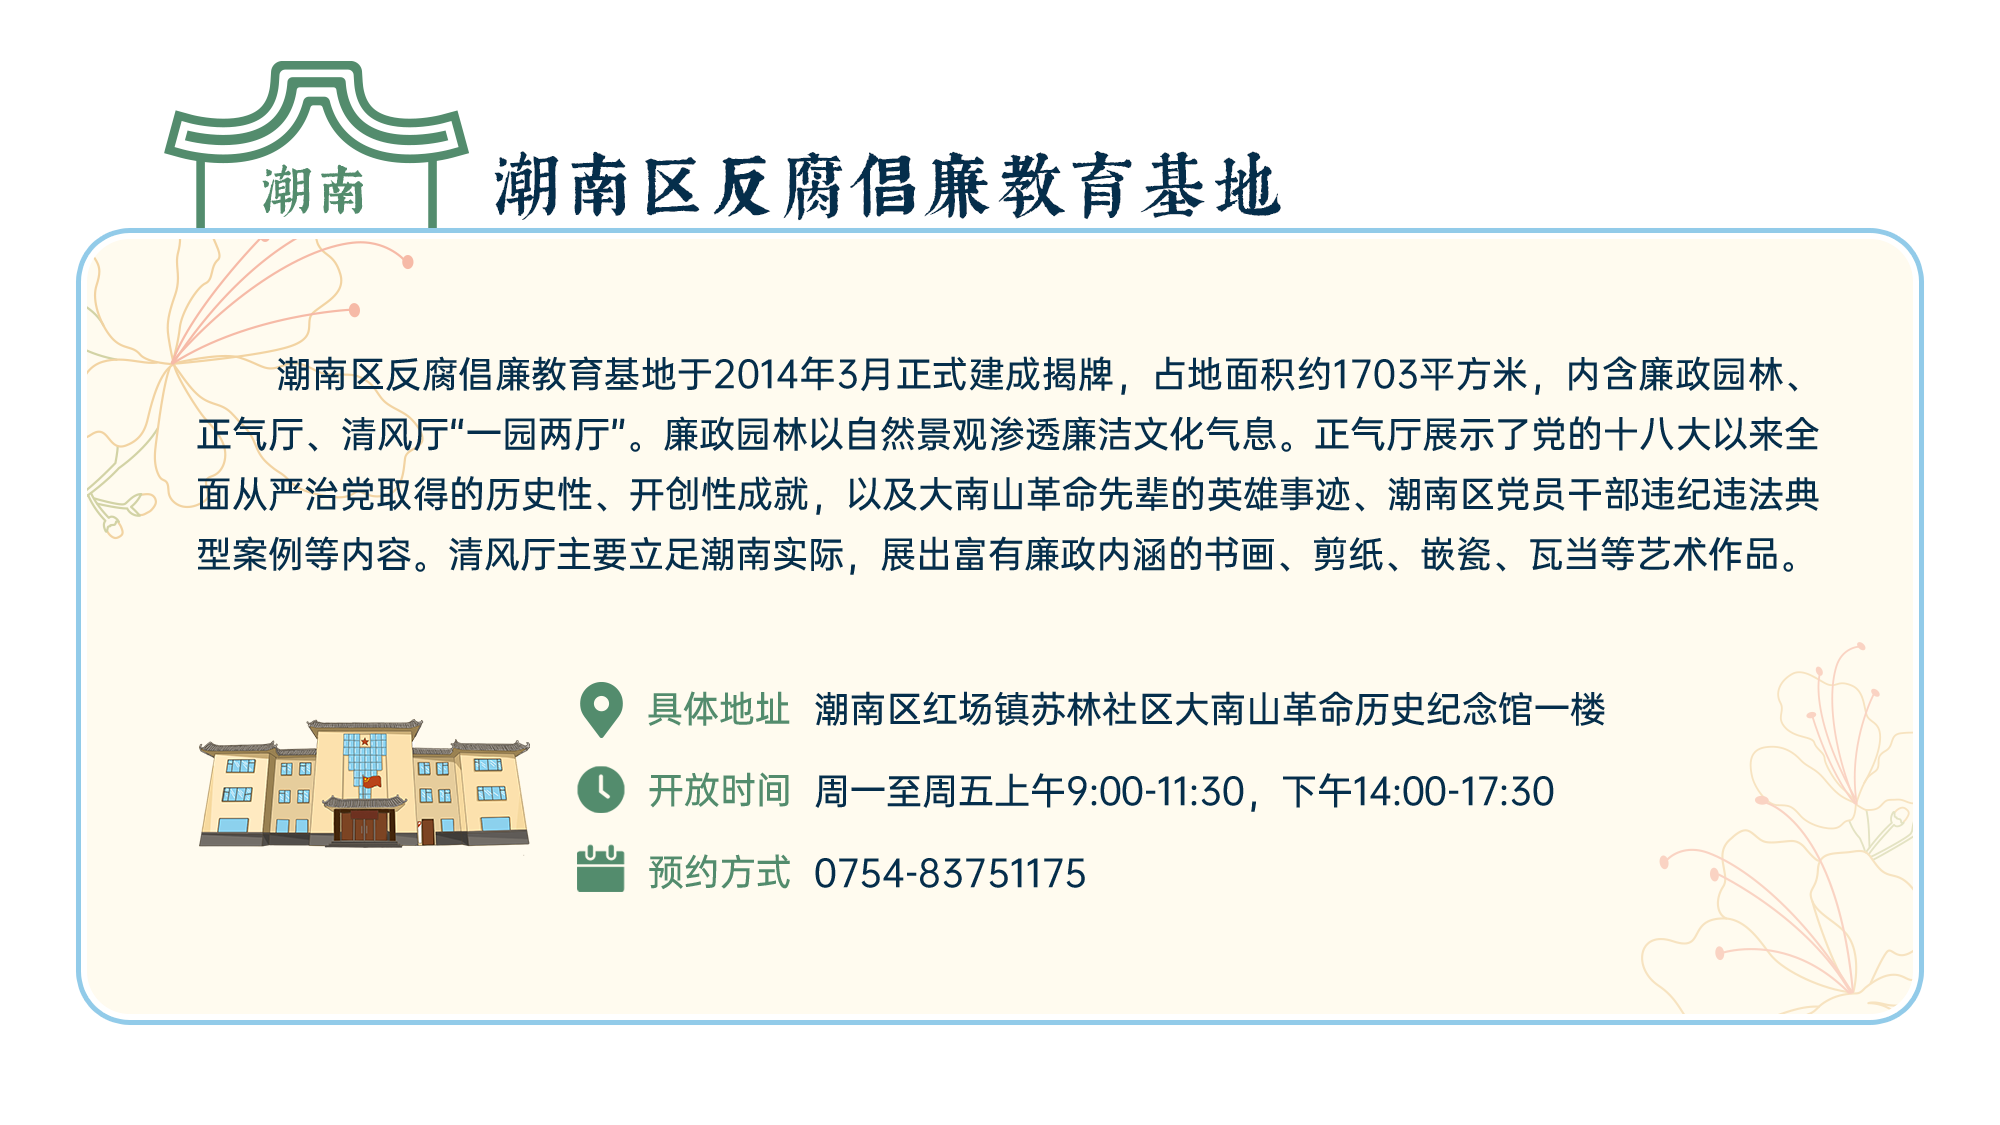 潮南
潮南区反腐倡廉教育基地
潮南区反腐倡廉教育基地于2014年3月正式建成揭牌，占地面积约1703平方米，内含廉政园林、
正气厅、清风厅“一园两厅”。廉政园林以自然景观渗透廉洁文化气息。正气厅展示了党的十八大以来全
面从严治党取得的历史性、开创性成就，以及大南山革命先辈的英雄事迹、潮南区党员干部违纪违法典
型案例等内容。清风厅主要立足潮南实际，展出富有廉政内涵的书画、剪纸、嵌瓷、瓦当等艺术作品。
具体地址 潮南区红场镇苏林社区大南山革命历史纪念馆一楼
开放时间 周一至周五上午9:00-11:30，下午14:00-17:30
预约方式 0754-83751175